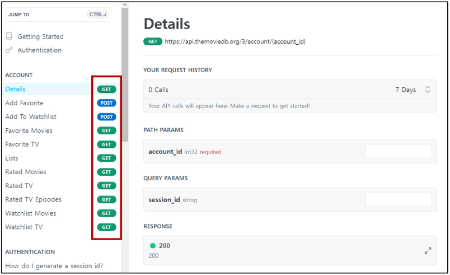 JUMP TO CTRL-/
Getting Started
Authentication
ACCOUNT
Details GET
Add Favorite POST
Add To Watchlist POST
Favorite Movies GET
Favorite TV GET
Lists GET
Rated Movies GET
Rated TV GET
Rated TV Episodes GET
Watchlist Movies GET
Watchlist TV GET
AUTHENTICATION
How do I generate a session id?
Details
GET https://api.themoviedb.org/3/account/{account_id}
YOUR REQUEST HISTORY
0 Calls 7 Days
Your API calls will appear here. Make a request to get started!
PATH PARAMS
account_id int32 required
QUERY PARAMS
session_id string
RESPONSE
200
200